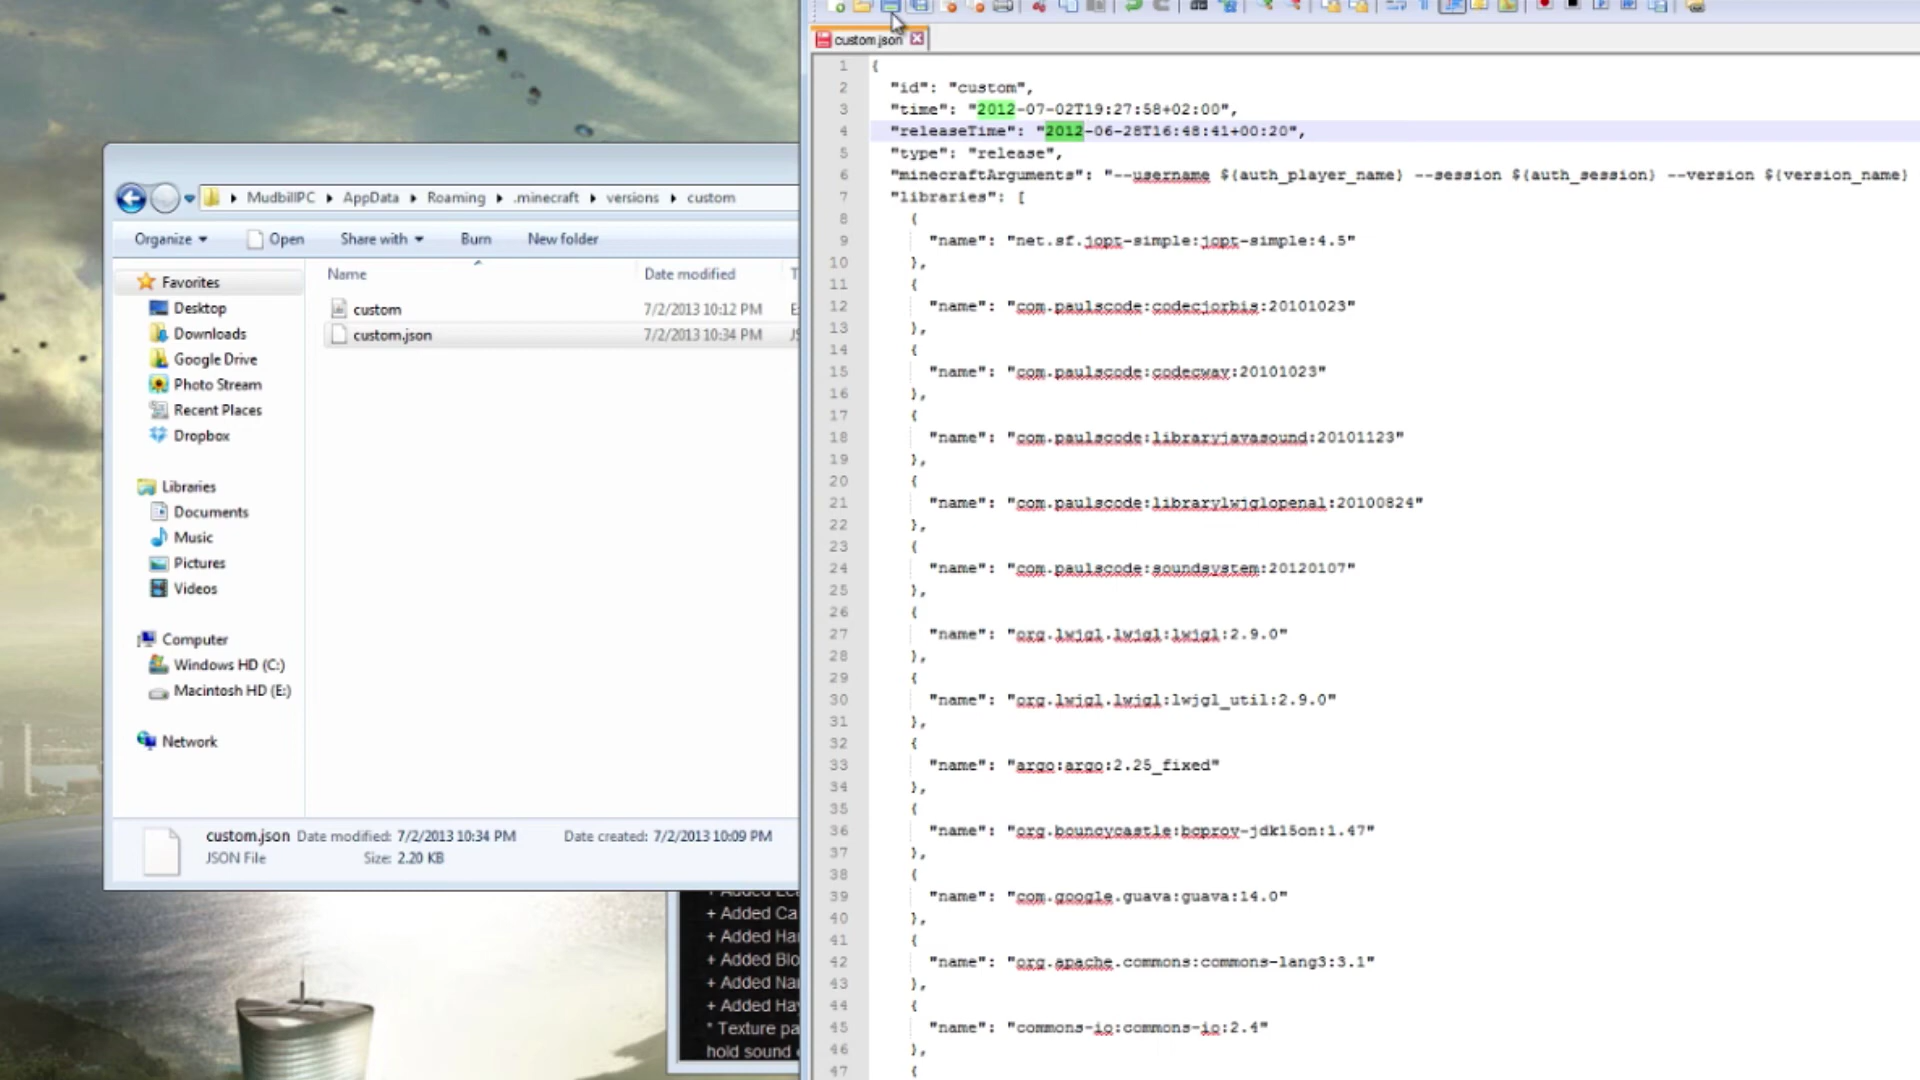 MudbillPC
AppData
Roaming
.minecraft
versions
custom
Organize
Open
Share with
Burn
New folder
Favorites
Desktop
Downloads
Google Drive
Photo Stream
Recent Places
Dropbox
Libraries
Documents
Music
Pictures
Videos
Computer
Windows HD (C:)
Macintosh HD (E:)
Network
Name
Date modified
custom
7/2/2013 10:12 PM
custom.json
7/2/2013 10:34 PM
custom.json Date modified: 7/2/2013 10:34 PM Date created: 7/2/2013 10:09 PM
JSON File Size: 2.20 KB
+ Added Ca
+ Added Ha
+ Added Blo
+ Added Na
+ Added Ha
* Texture pa
hold sound
custom.json
1 {
2 "id": "custom",
3 "time": "2012-07-02T19:27:58+02:00",
4 "releaseTime": "2012-06-28T16:48:41+00:20",
5 "type": "release",
6 "minecraftArguments": "--username ${auth_player_name} --session ${auth_session} --version ${version_name}
7 "libraries": [
8 {
9 "name": "net.sf.jopt-simple:jopt-simple:4.5"
10 },
11 {
12 "name": "com.paulscode:codecjorbis:20101023"
13 },
14 {
15 "name": "com.paulscode:codecwav:20101023"
16 },
17 {
18 "name": "com.paulscode:libraryjavasound:20101123"
19 },
20 {
21 "name": "com.paulscode:librarylwjglopenal:20100824"
22 },
23 {
24 "name": "com.paulscode:soundsystem:20120107"
25 },
26 {
27 "name": "org.lwjgl.lwjgl:lwjgl:2.9.0"
28 },
29 {
30 "name": "org.lwjgl.lwjgl:lwjgl_util:2.9.0"
31 },
32 {
33 "name": "argo:argo:2.25_fixed"
34 },
35 {
36 "name": "org.bouncycastle:bcprov-jdk15on:1.47"
37 },
38 {
39 "name": "com.google.guava:guava:14.0"
40 },
41 {
42 "name": "org.apache.commons:commons-lang3:3.1"
43 },
44 {
45 "name": "commons-io:commons-io:2.4"
46 },
47 {